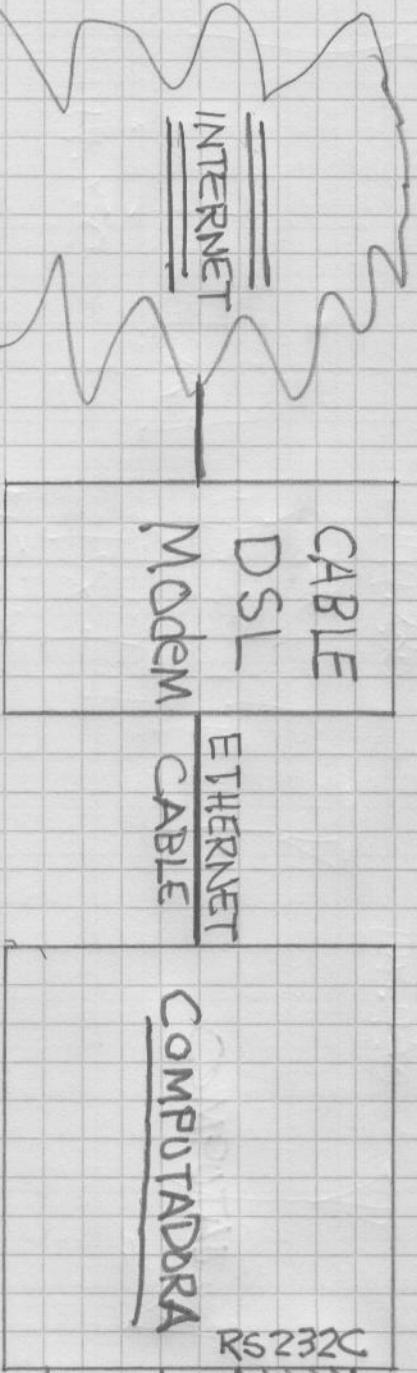 INTERNET
CABLE
DSL
MOdEM
ETHERNET
CABLE
COMPUTADORA
RS232C